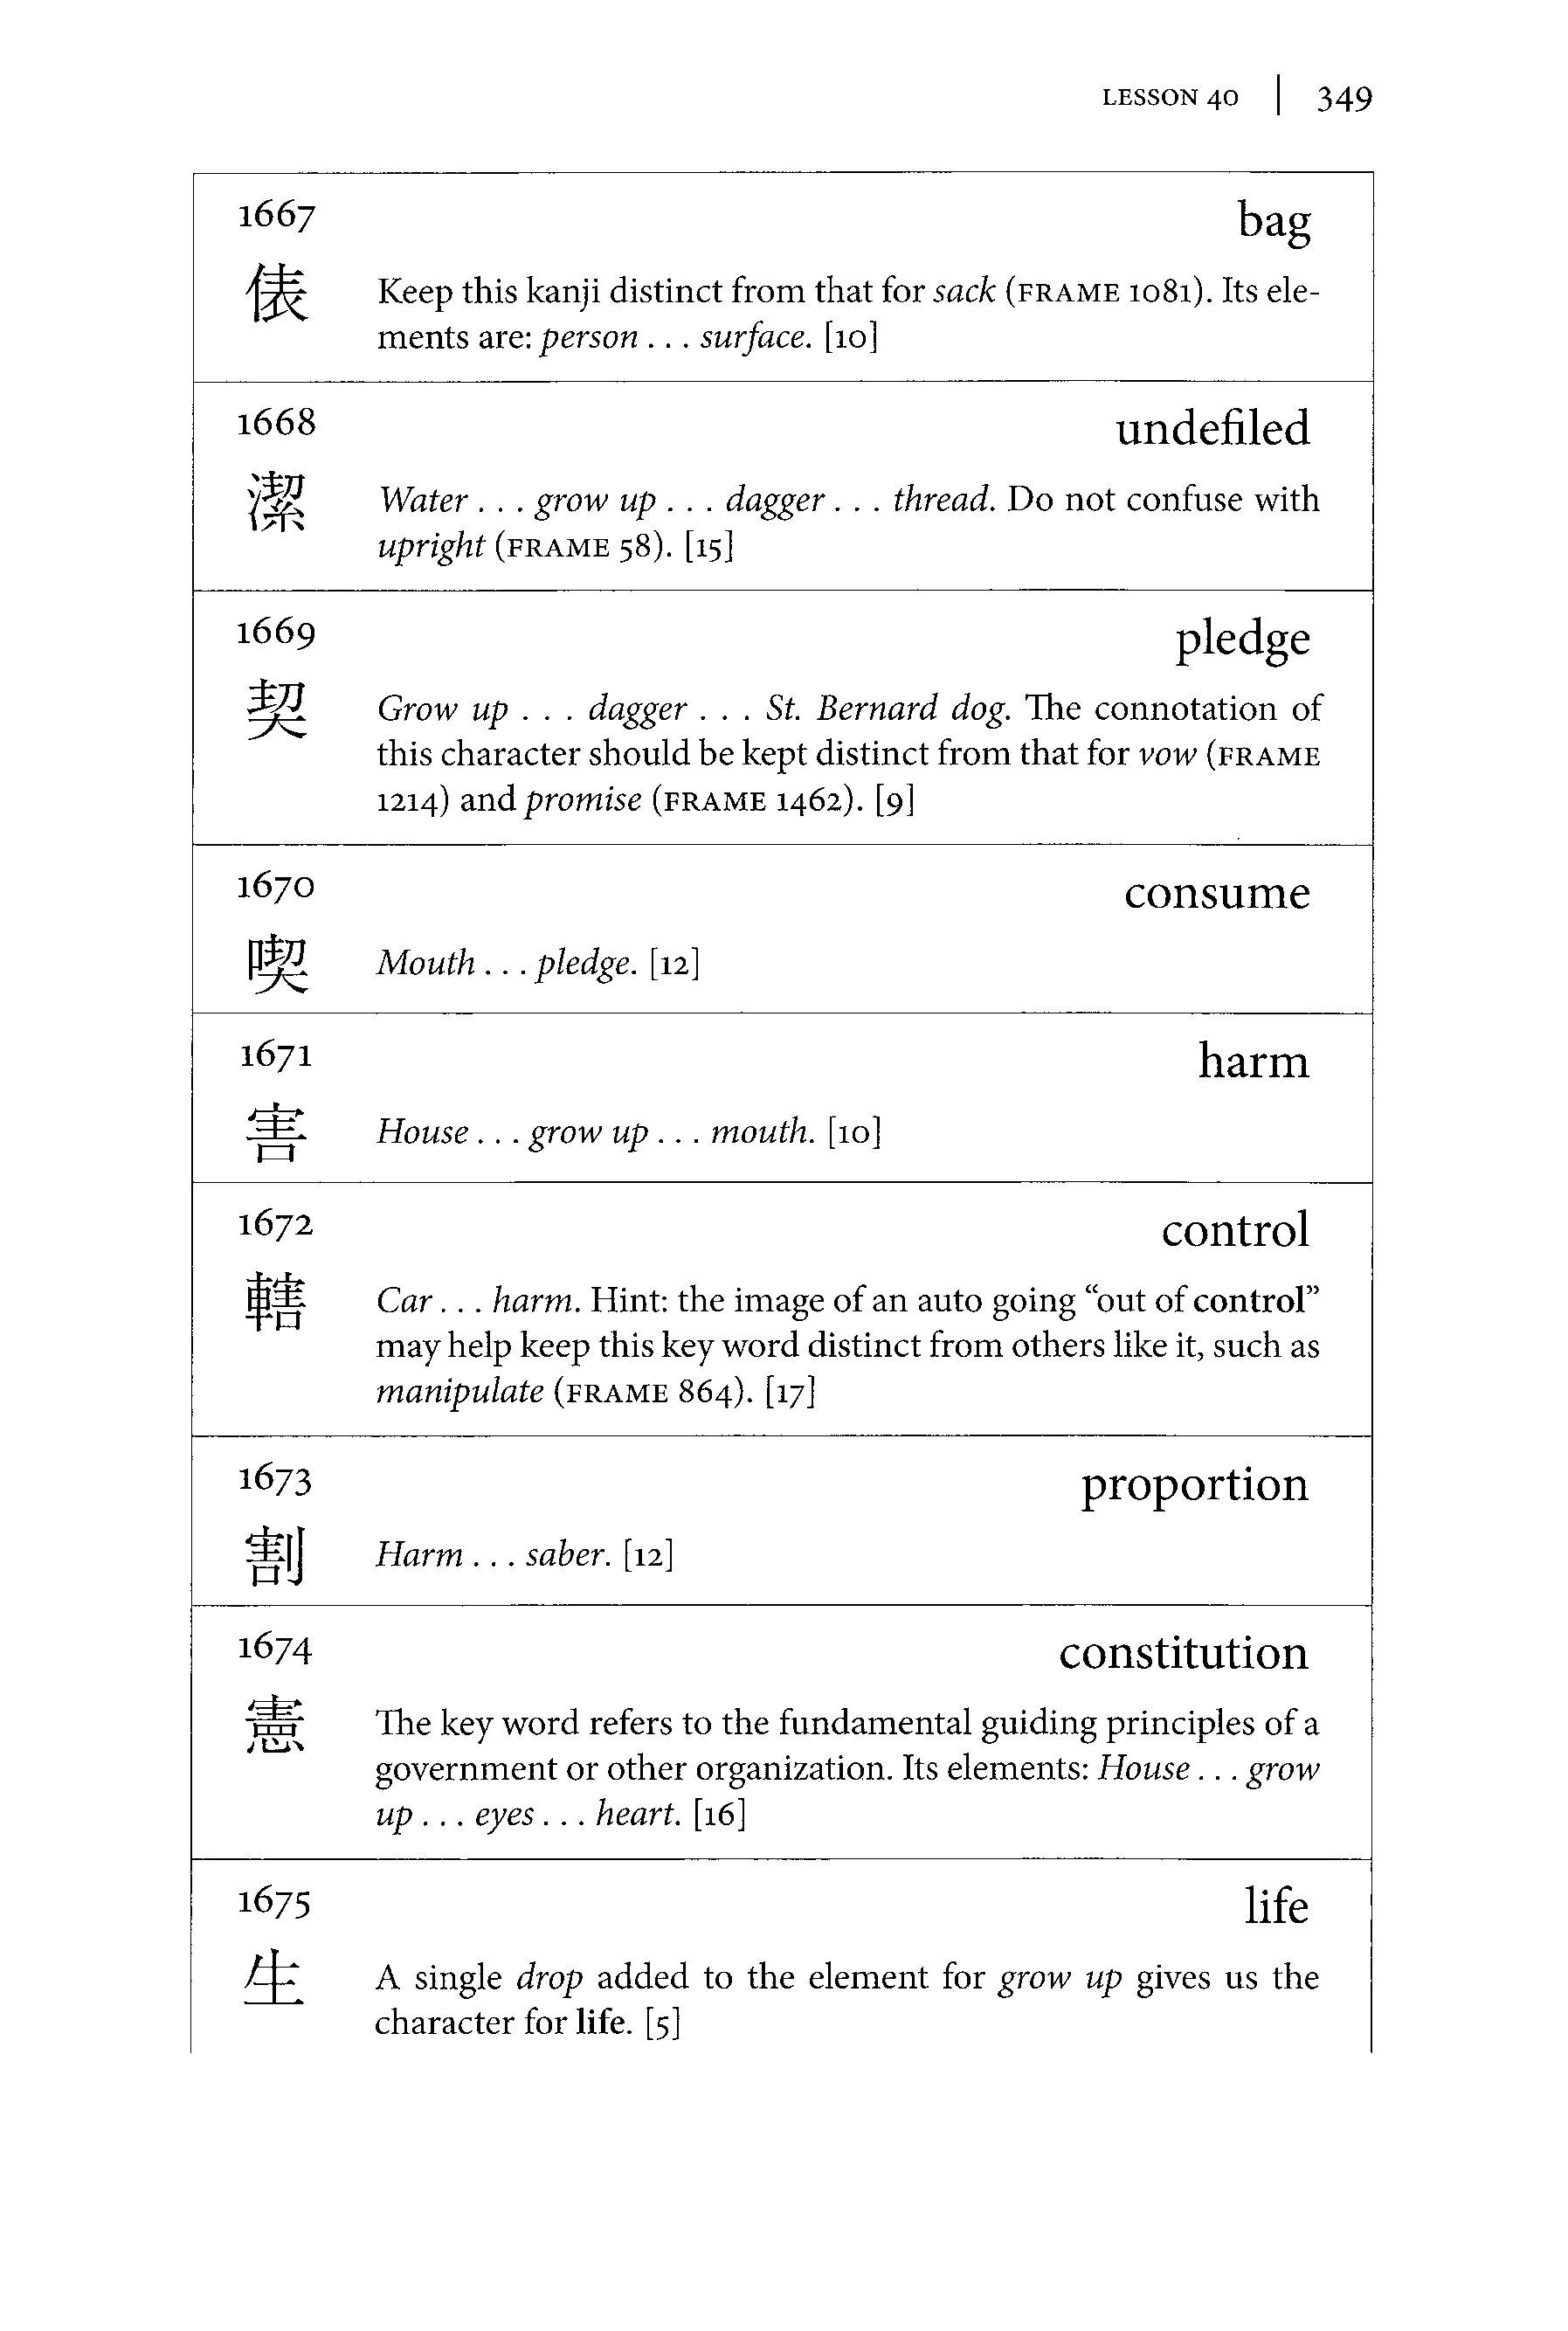 LESSON 40 | 349
1667 bag
俵 Keep this kanji distinct from that for sack (FRAME 1081). Its ele-
ments are: person . . . surface. [10]
1668 undefiled
潔 Water . . . grow up . . . dagger . . . thread. Do not confuse with
upright (FRAME 58). [15]
1669 pledge
契 Grow up . . . dagger . . . St. Bernard dog. The connotation of
this character should be kept distinct from that for vow (FRAME
1214) and promise (FRAME 1462). [9]
1670 consume
喫 Mouth . . . pledge. [12]
1671 harm
害 House . . . grow up . . . mouth. [10]
1672 control
轄 Car . . . harm. Hint: the image of an auto going “out of control”
may help keep this key word distinct from others like it, such as
manipulate (FRAME 864). [17]
1673 proportion
割 Harm . . . saber. [12]
1674 constitution
憲 The key word refers to the fundamental guiding principles of a
government or other organization. Its elements: House . . . grow
up . . . eyes . . . heart. [16]
1675 life
生 A single drop added to the element for grow up gives us the
character for life. [5]